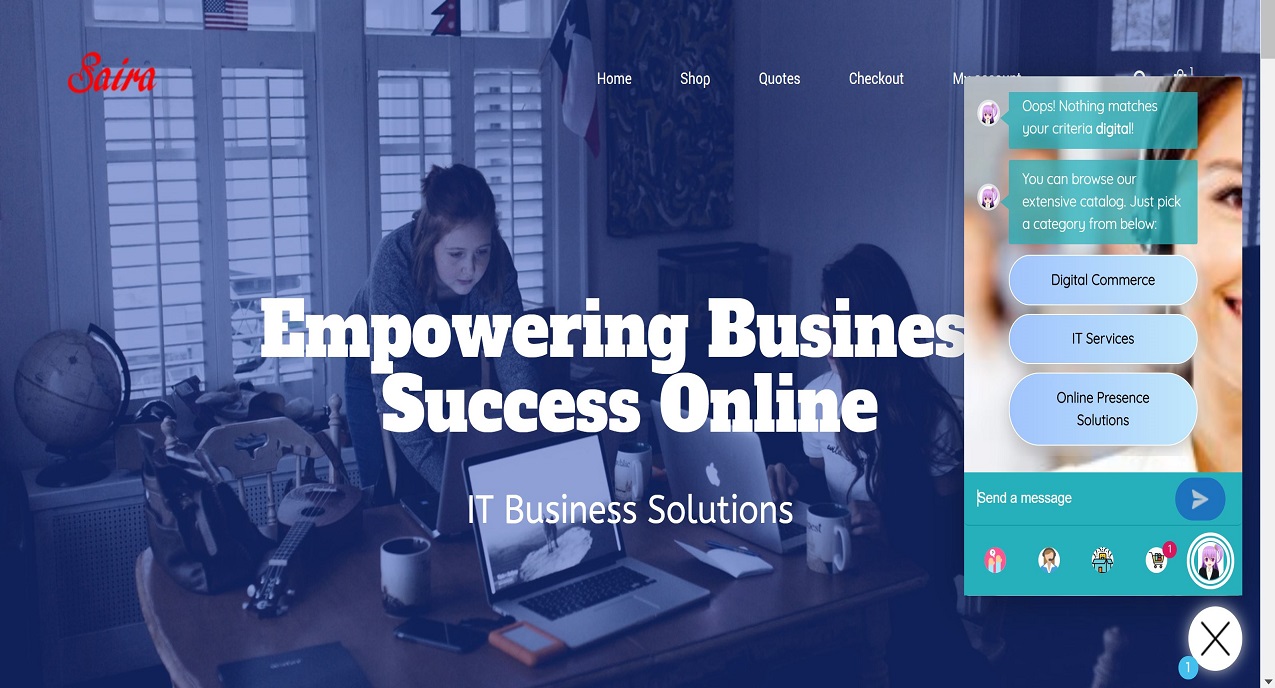 Saira
Home
Shop
Quotes
Checkout
1
Oops! Nothing matches
your criteria digital!
You can browse our
extensive catalog. Just pick
a category from below:
Digital Commerce
IT Services
Online Presence
Solutions
Empowering Busines
Success Online
IT Business Solutions
Send a message
1
1